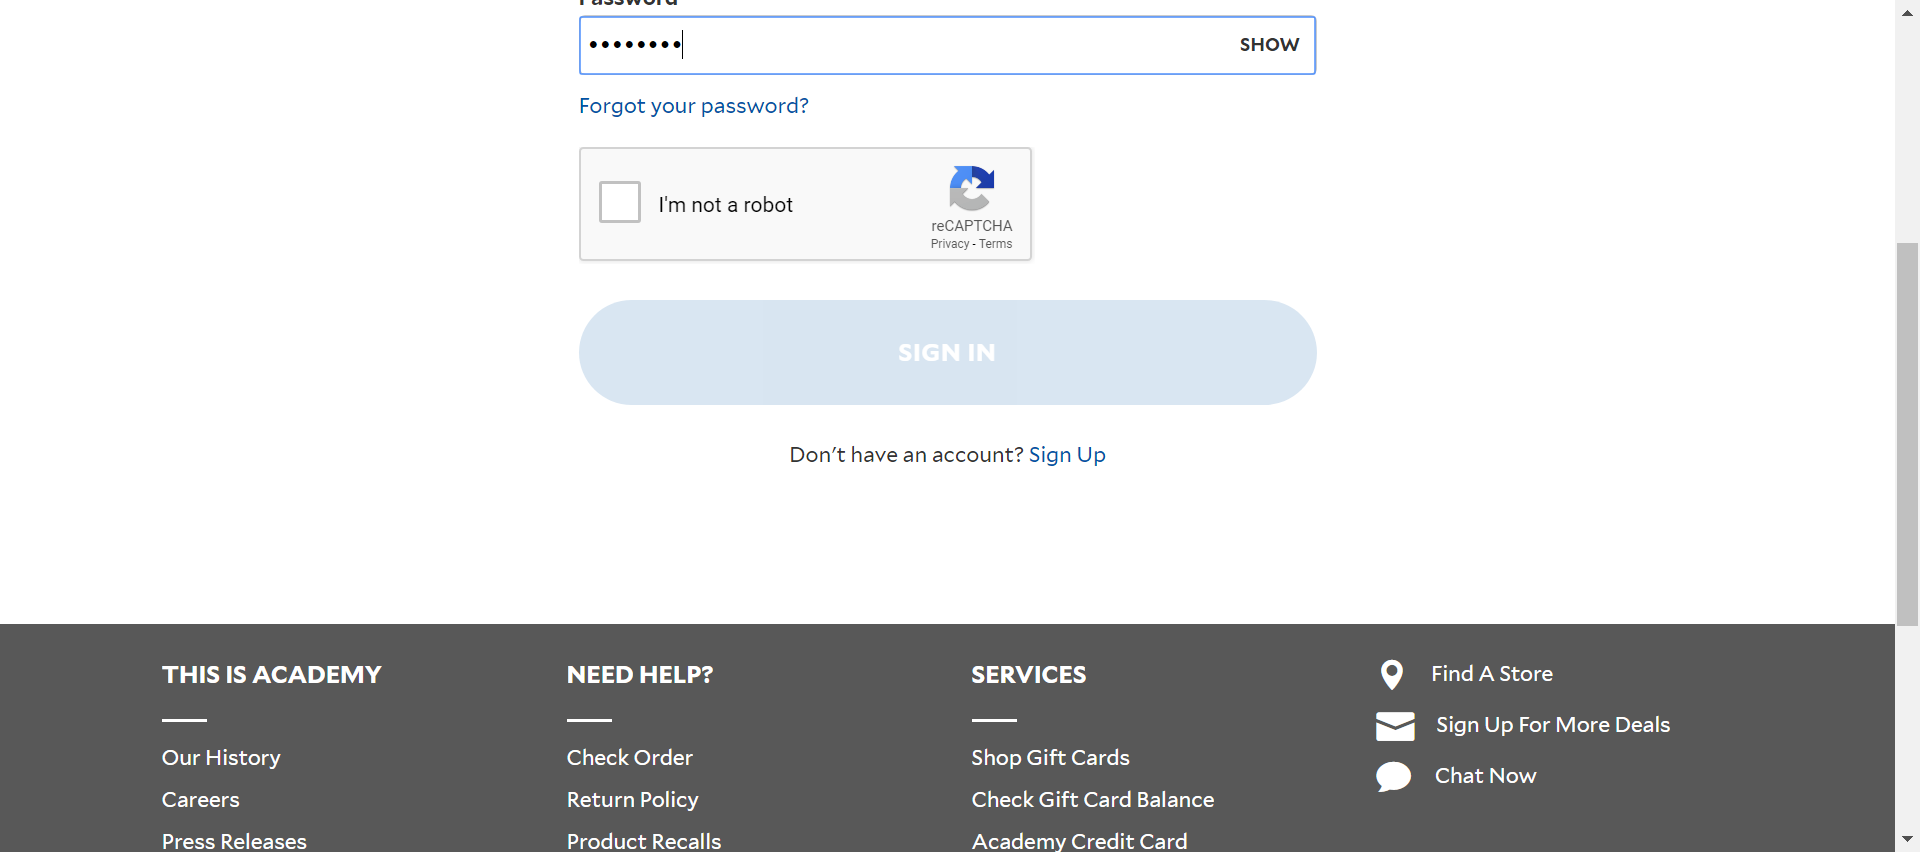 Password
••••••••
SHOW
Forgot your password?
I'm not a robot
reCAPTCHA
Privacy - Terms
SIGN IN
Don't have an account? Sign Up
THIS IS ACADEMY
Our History
Careers
Press Releases
NEED HELP?
Check Order
Return Policy
Product Recalls
SERVICES
Shop Gift Cards
Check Gift Card Balance
Academy Credit Card
Find A Store
Sign Up For More Deals
Chat Now